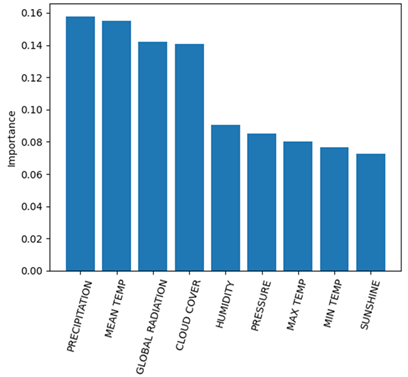 0.16
0.14
0.12
0.10
0.08
0.06
0.04
0.02
0.00
Importance
PRECIPITATION
MEAN TEMP
GLOBAL RADIATION
CLOUD COVER
HUMIDITY
PRESSURE
MAX TEMP
MIN TEMP
SUNSHINE